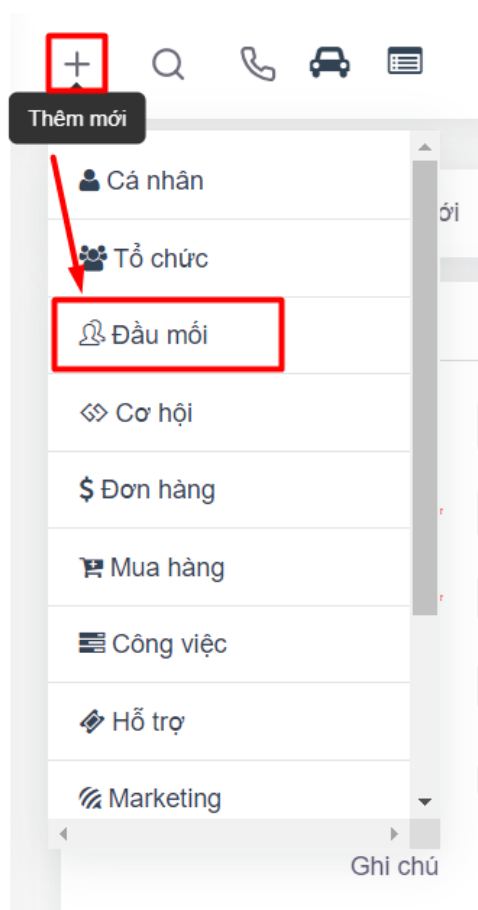 Thêm mới
Cá nhân
ới
Tổ chức
Đầu mối
Cơ hội
$ Đơn hàng
Mua hàng
Công việc
Hỗ trợ
Marketing
Ghi chú